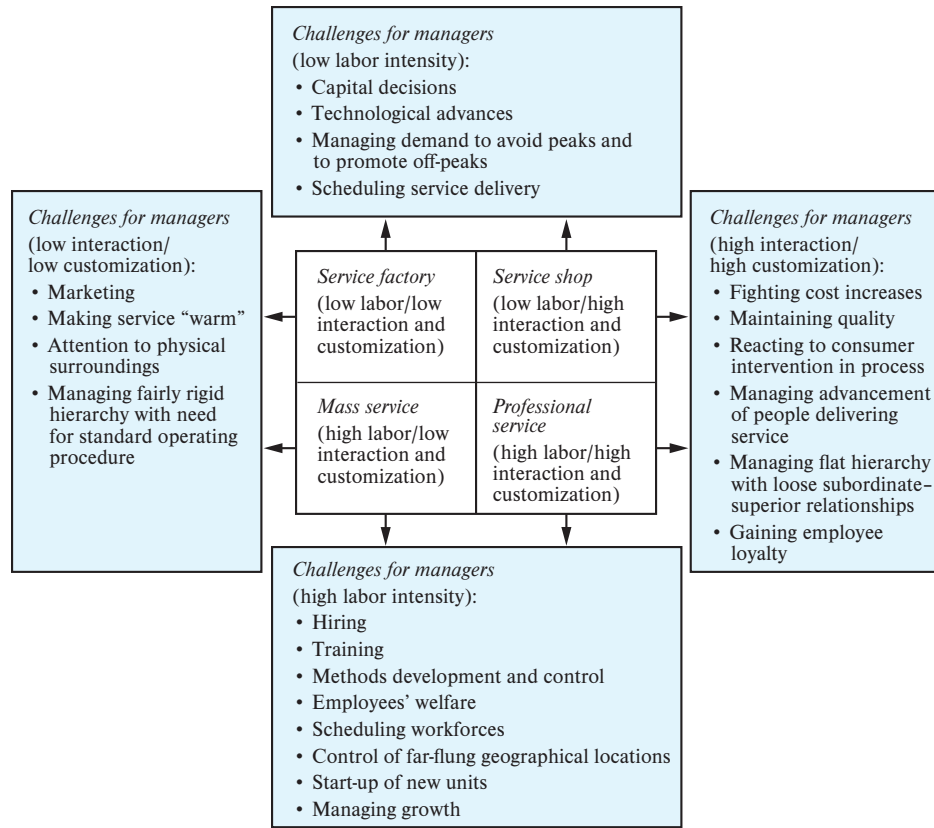 Challenges for managers
(low labor intensity):
• Capital decisions
• Technological advances
• Managing demand to avoid peaks and
to promote off-peaks
• Scheduling service delivery
Challenges for managers
(low interaction/
low customization):
• Marketing
• Making service “warm”
• Attention to physical
surroundings
• Managing fairly rigid
hierarchy with need
for standard operating
procedure
Service factory
(low labor/low
interaction and
customization)
Service shop
(low labor/high
interaction and
customization)
Mass service
(high labor/low
interaction and
customization)
Professional
service
(high labor/high
interaction and
customization)
Challenges for managers
(high interaction/
high customization):
• Fighting cost increases
• Maintaining quality
• Reacting to consumer
intervention in process
• Managing advancement
of people delivering
service
• Managing flat hierarchy
with loose subordinate–
superior relationships
• Gaining employee
loyalty
Challenges for managers
(high labor intensity):
• Hiring
• Training
• Methods development and control
• Employees’ welfare
• Scheduling workforces
• Control of far-flung geographical locations
• Start-up of new units
• Managing growth